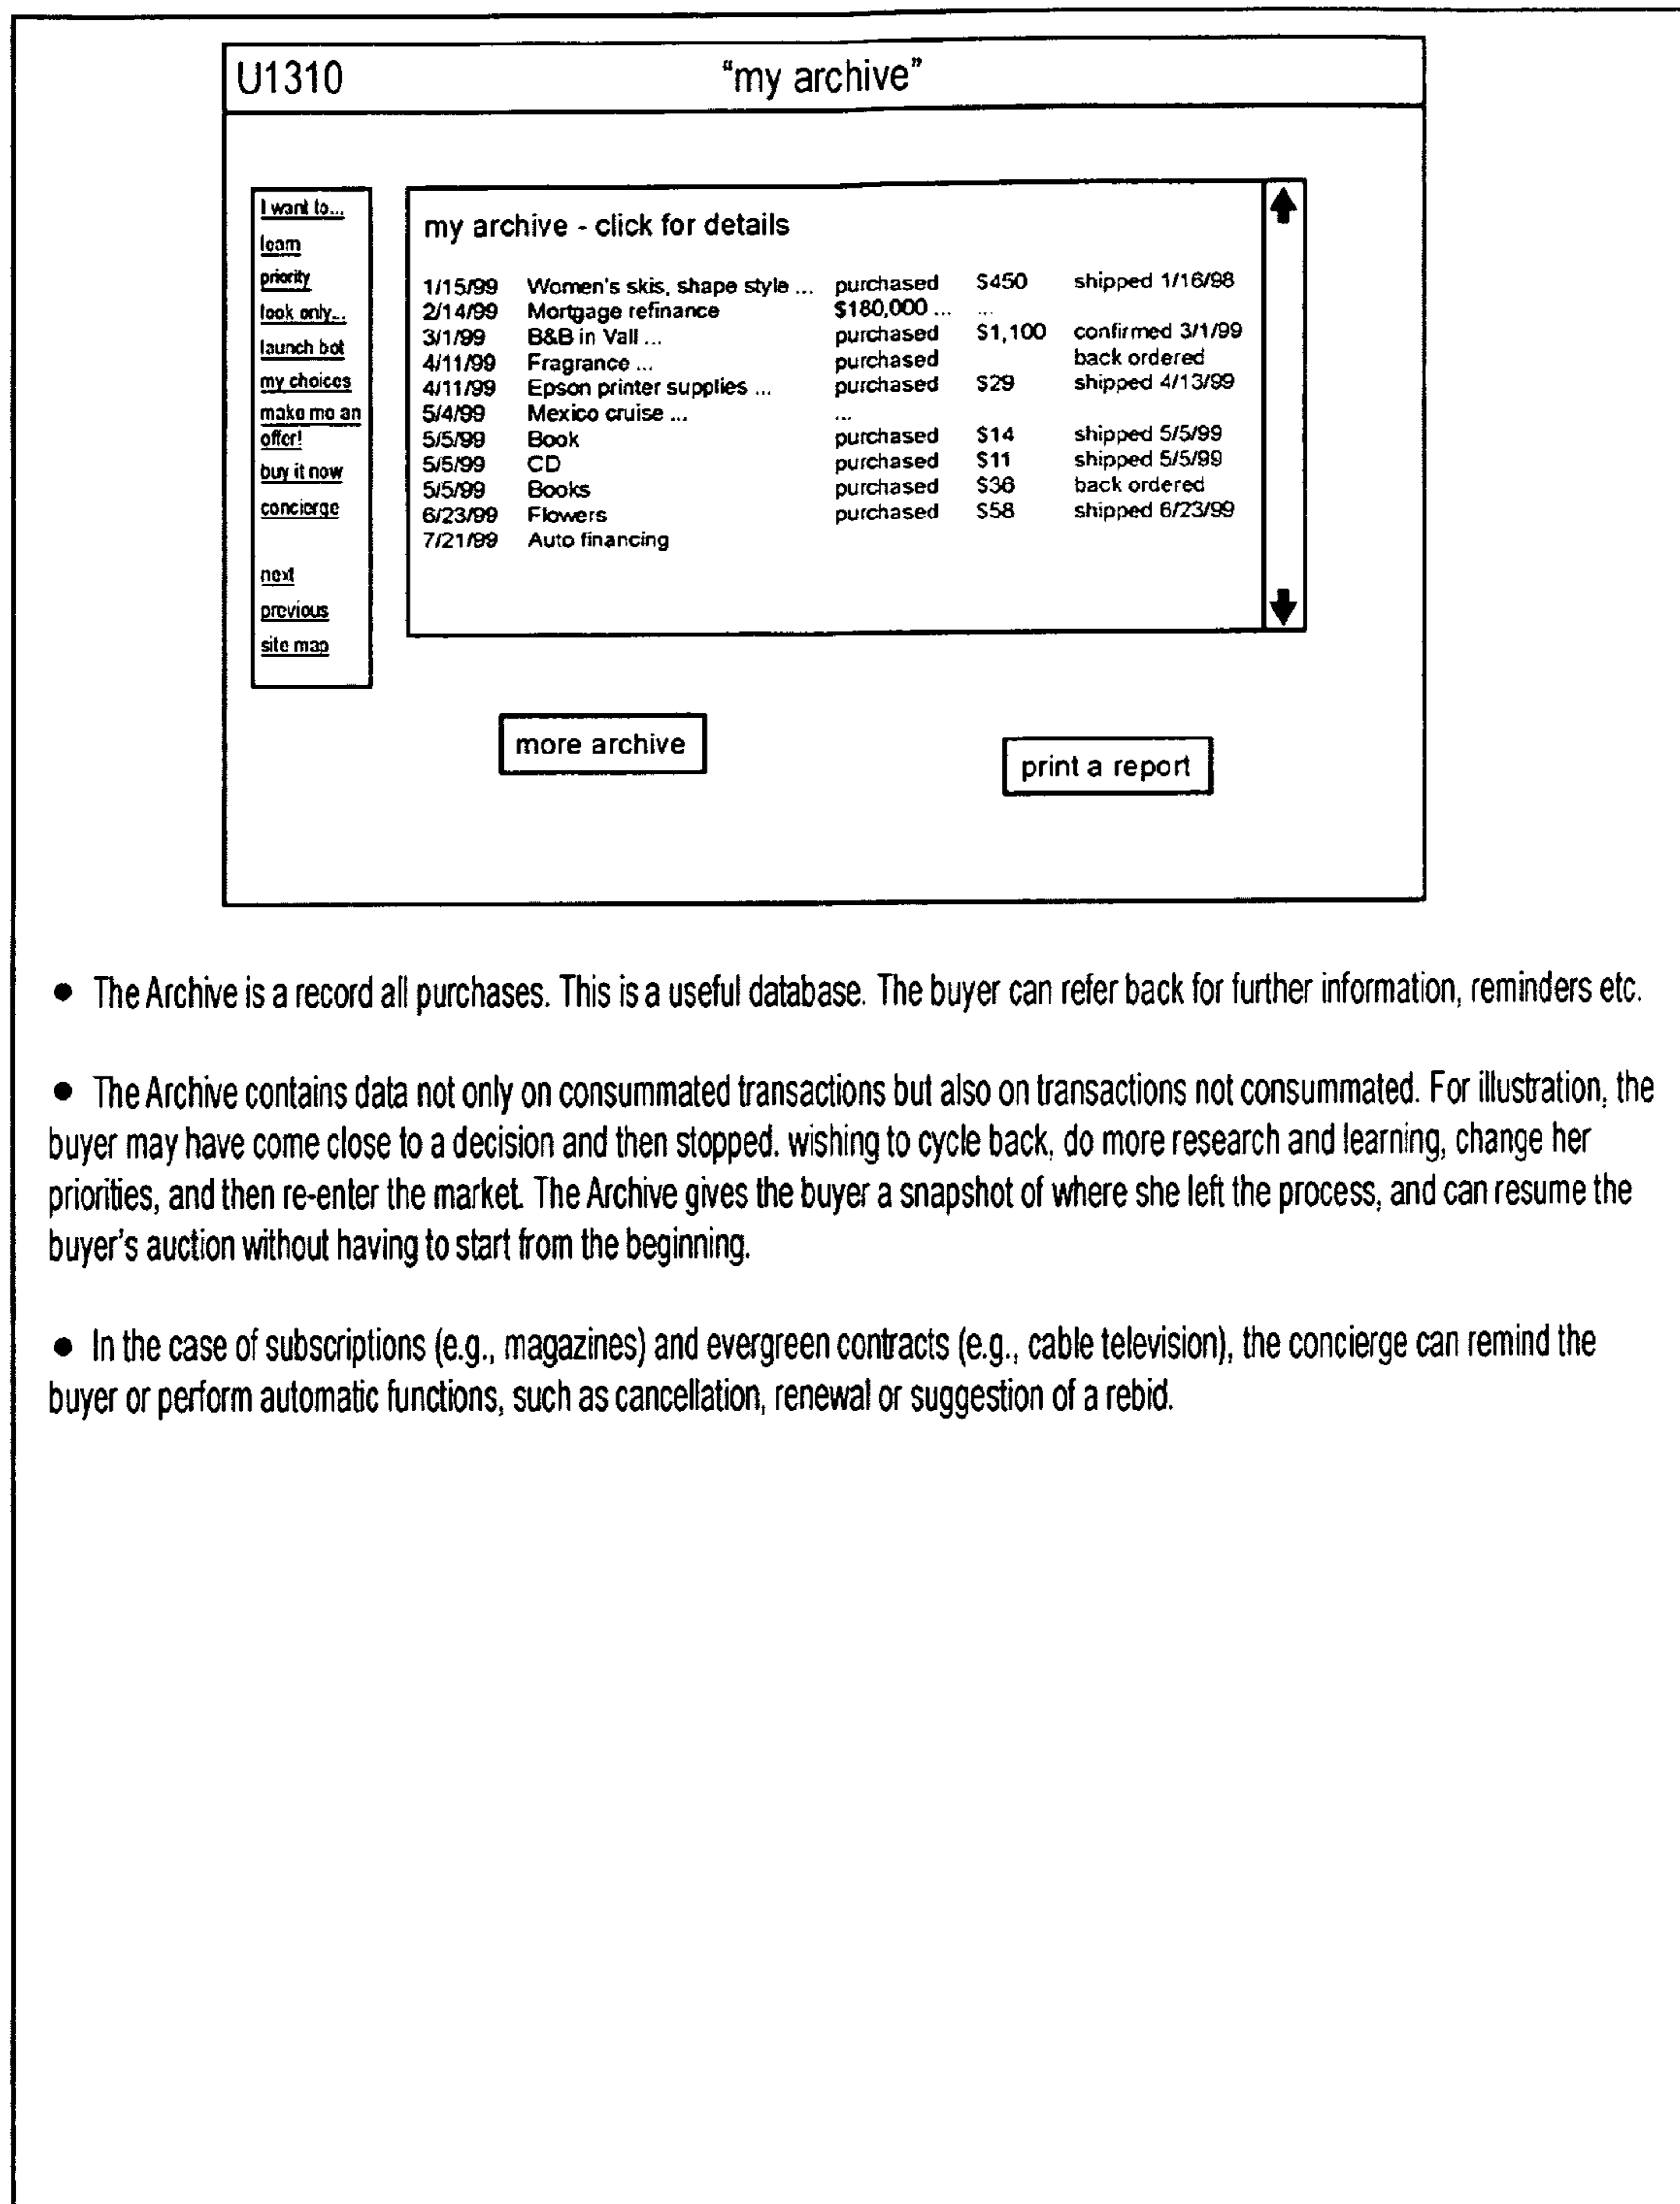 U1310 "my archive"
I want to...
learn
priority
look only...
launch bot
my choices
make me an
offer!
buy it now
concierge
next
previous
site map
my archive - click for details
1/15/99 Women's skis, shape style ... purchased $450 shipped 1/16/98
2/14/99 Mortgage refinance $180,000 ... ...
3/1/99 B&B in Vail ... purchased $1,100 confirmed 3/1/99
4/11/99 Fragrance ... purchased back ordered
4/11/99 Epson printer supplies ... purchased $29 shipped 4/13/99
5/4/99 Mexico cruise ... ...
5/5/99 Book purchased $14 shipped 5/5/99
5/5/99 CD purchased $11 shipped 5/5/99
5/5/99 Books purchased $36 back ordered
6/23/99 Flowers purchased $58 shipped 6/23/99
7/21/99 Auto financing
more archive
print a report
• The Archive is a record all purchases. This is a useful database. The buyer can refer back for further information, reminders etc.
• The Archive contains data not only on consummated transactions but also on transactions not consummated. For illustration, the
buyer may have come close to a decision and then stopped. wishing to cycle back, do more research and learning, change her
priorities, and then re-enter the market. The Archive gives the buyer a snapshot of where she left the process, and can resume the
buyer's auction without having to start from the beginning.
• In the case of subscriptions (e.g., magazines) and evergreen contracts (e.g., cable television), the concierge can remind the
buyer or perform automatic functions, such as cancellation, renewal or suggestion of a rebid.